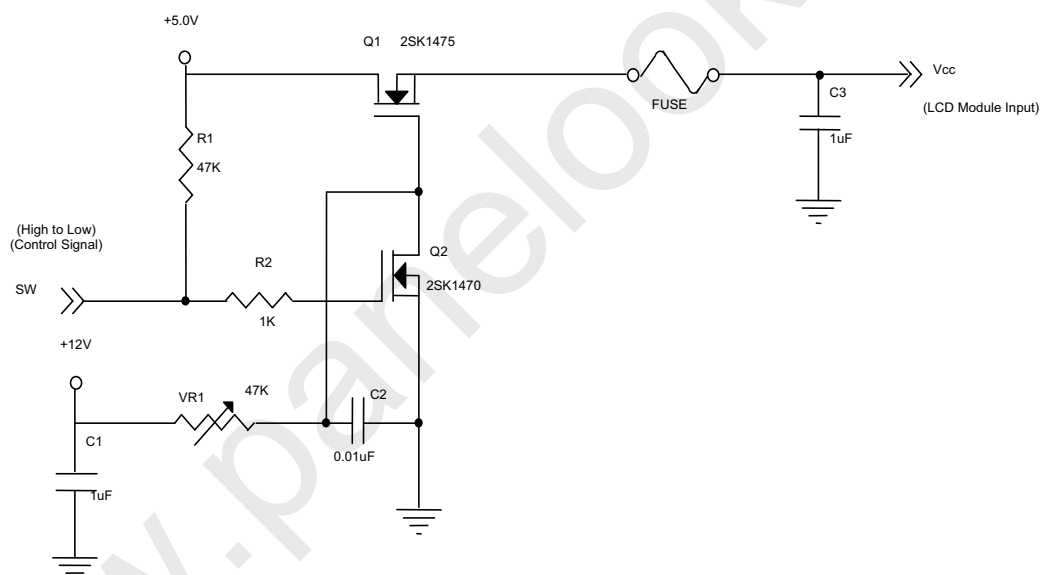 +5.0V
Q1 2SK1475
Vcc
FUSE
C3
(LCD Module Input)
R1
1uF
47K
(High to Low)
(Control Signal)
Q2
R2
SW
2SK1470
1K
+12V
VR1
47K
C2
C1
0.01uF
1uF
w.panelook